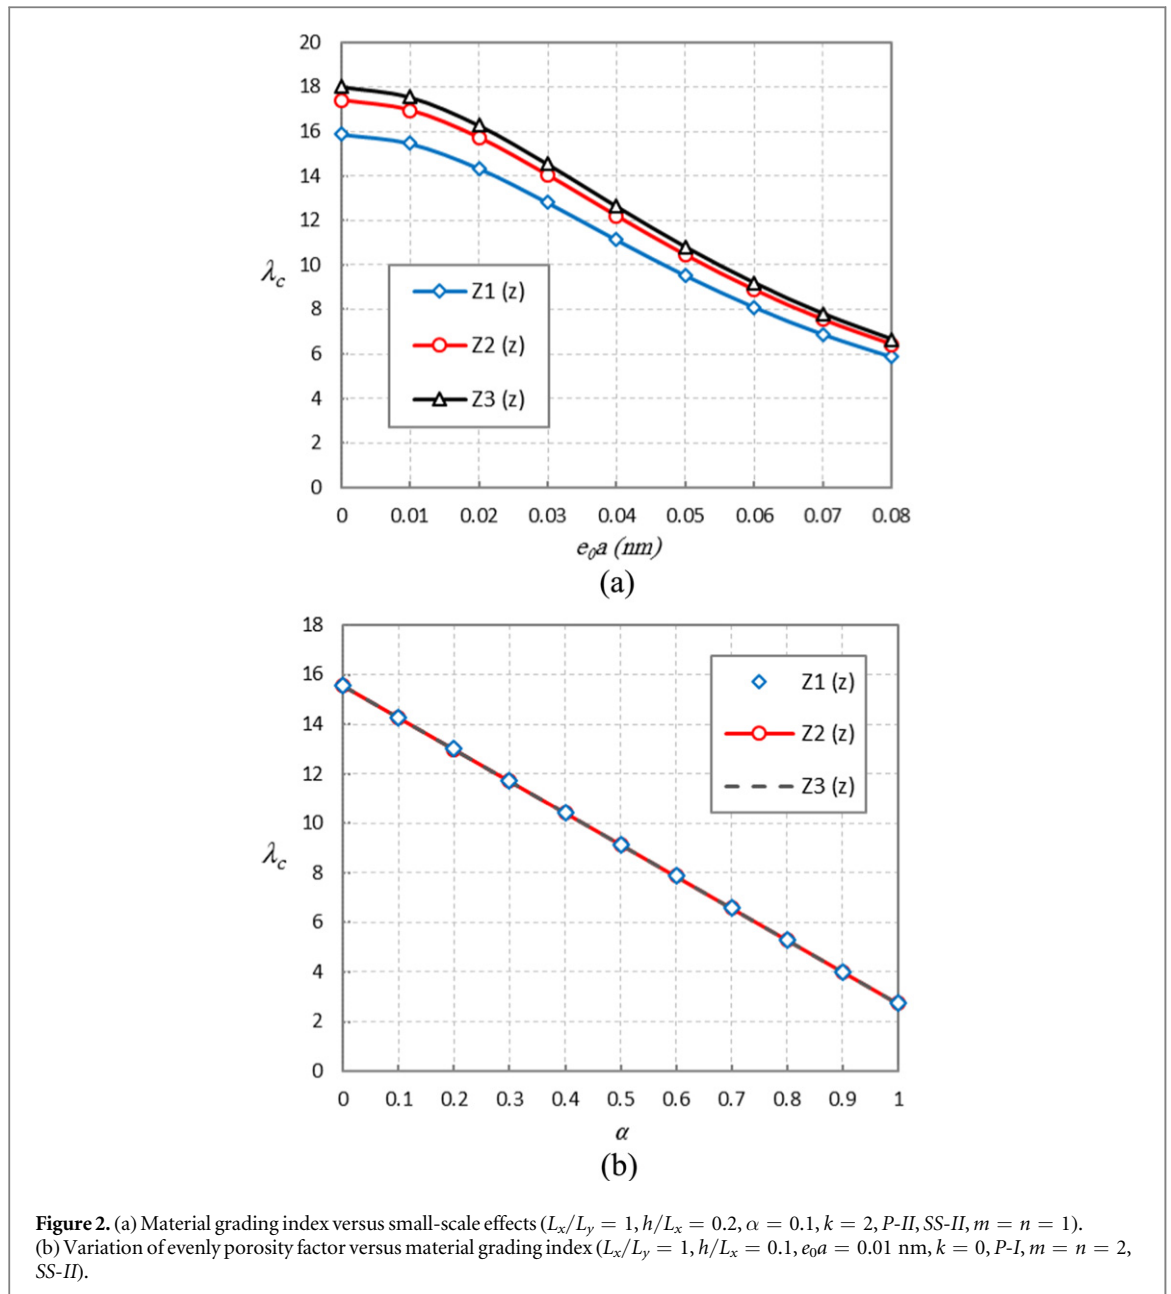 20
18
16
14
12
10
8
6
4
2
0
λc
Z1 (z)
Z2 (z)
Z3 (z)
0 0.01 0.02 0.03 0.04 0.05 0.06 0.07 0.08
e0a (nm)
(a)
18
16
14
12
10
8
6
4
2
0
λc
Z1 (z)
Z2 (z)
Z3 (z)
0 0.1 0.2 0.3 0.4 0.5 0.6 0.7 0.8 0.9 1
α
(b)
Figure 2. (a) Material grading index versus small-scale effects (Lx/Ly = 1, h/Lx = 0.2, α = 0.1, k = 2, P-II, SS-II, m = n = 1).
(b) Variation of evenly porosity factor versus material grading index (Lx/Ly = 1, h/Lx = 0.1, e0a = 0.01 nm, k = 0, P-I, m = n = 2,
SS-II).